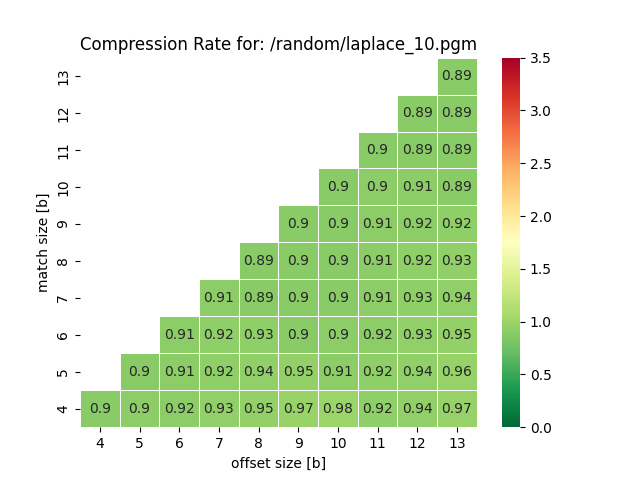 Compression Rate for: /random/laplace_10.pgm
13 0.89 3.5
12 0.89 0.89 3.0
11 0.9 0.89 0.89
10 0.9 0.9 0.91 0.89 2.5
9 0.9 0.9 0.91 0.92 0.92 2.0
match size [b]
8 0.89 0.9 0.9 0.91 0.92 0.93
7 0.91 0.89 0.9 0.9 0.91 0.93 0.94 1.5
6 0.91 0.92 0.93 0.9 0.9 0.92 0.93 0.95 1.0
5 0.9 0.91 0.92 0.94 0.95 0.91 0.92 0.94 0.96 0.5
4 0.9 0.9 0.92 0.93 0.95 0.97 0.98 0.92 0.94 0.97
0.0
4 5 6 7 8 9 10 11 12 13
offset size [b]